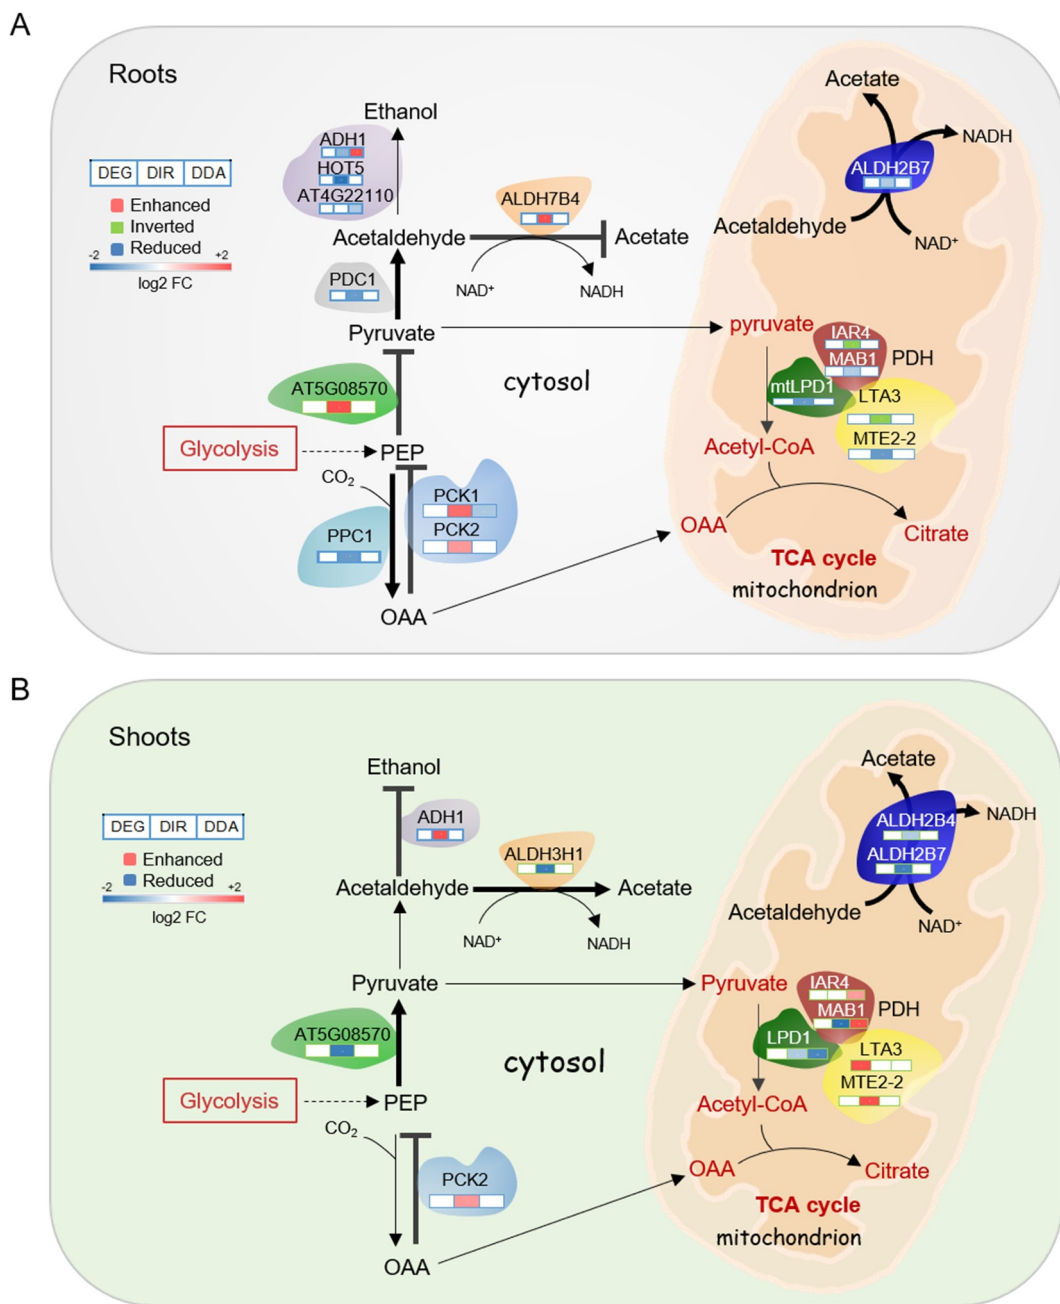 A
Roots
DEG DIR DDA
Enhanced
Inverted
Reduced
-2 +2
log2 FC
Ethanol
ADH1
HOT5
AT4G22110
Acetaldehyde
ALDH7B4
Acetate
NAD+
NADH
PDC1
Pyruvate
AT5G08570
cytosol
Glycolysis
PEP
CO2
PCK1
PCK2
PPC1
OAA
Acetate
NADH
ALDH2B7
Acetaldehyde
NAD+
pyruvate
IAR4
MAB1
PDH
mtLPD1
LTA3
MTE2-2
Acetyl-CoA
OAA
Citrate
TCA cycle
mitochondrion
B
Shoots
DEG DIR DDA
Enhanced
Reduced
-2 +2
log2 FC
Ethanol
ADH1
ALDH3H1
Acetaldehyde
Acetate
NAD+
NADH
Pyruvate
AT5G08570
cytosol
Glycolysis
PEP
CO2
PCK2
OAA
Acetate
NADH
ALDH2B4
ALDH2B7
Acetaldehyde
NAD+
Pyruvate
IAR4
MAB1
PDH
LPD1
LTA3
MTE2-2
Acetyl-CoA
OAA
Citrate
TCA cycle
mitochondrion